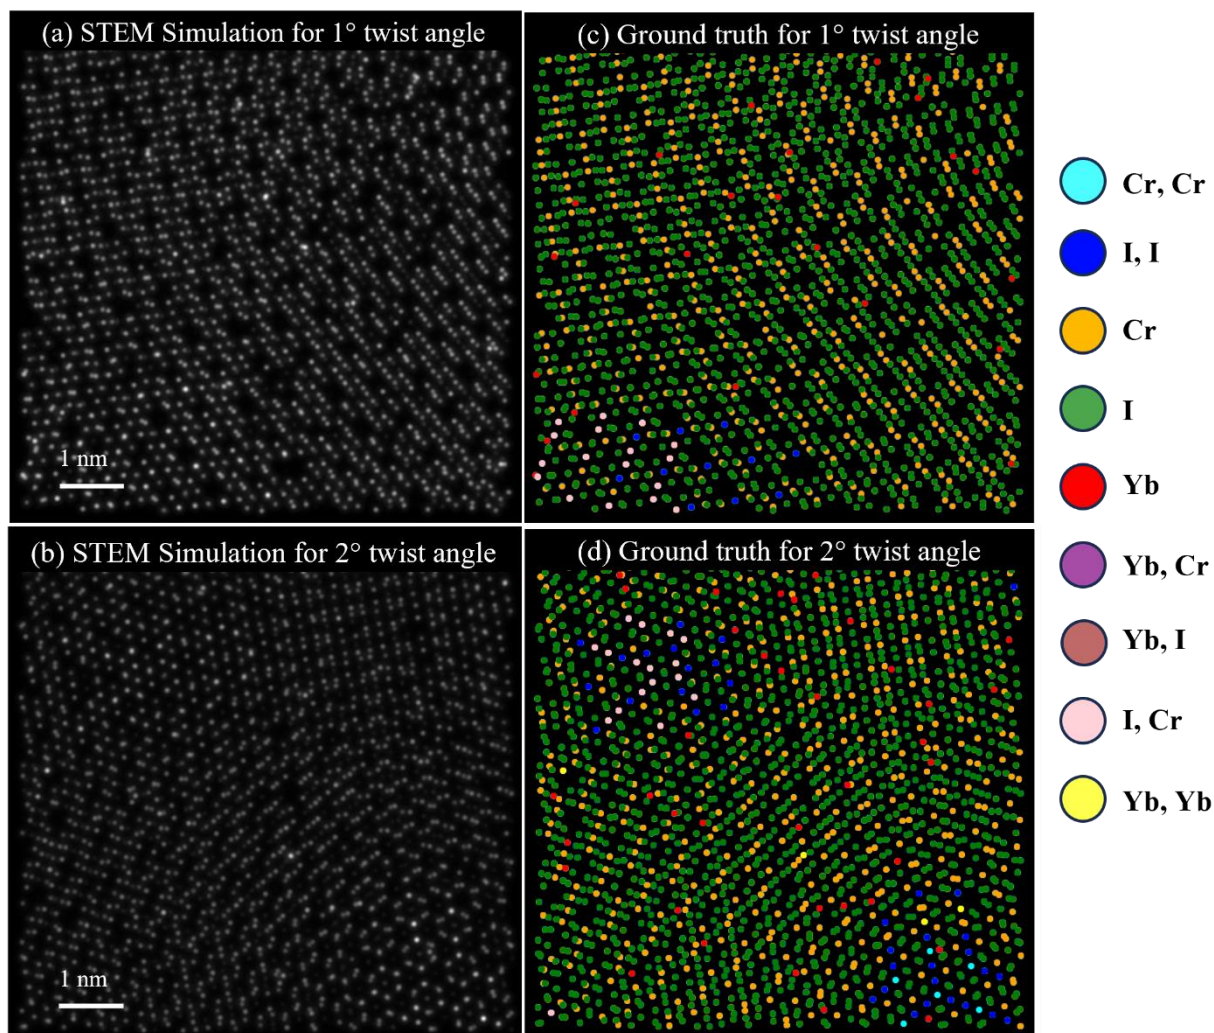 (a) STEM Simulation for 1° twist angle
1 nm
(c) Ground truth for 1° twist angle
(b) STEM Simulation for 2° twist angle
1 nm
(d) Ground truth for 2° twist angle
Cr, Cr
I, I
Cr
I
Yb
Yb, Cr
Yb, I
I, Cr
Yb, Yb